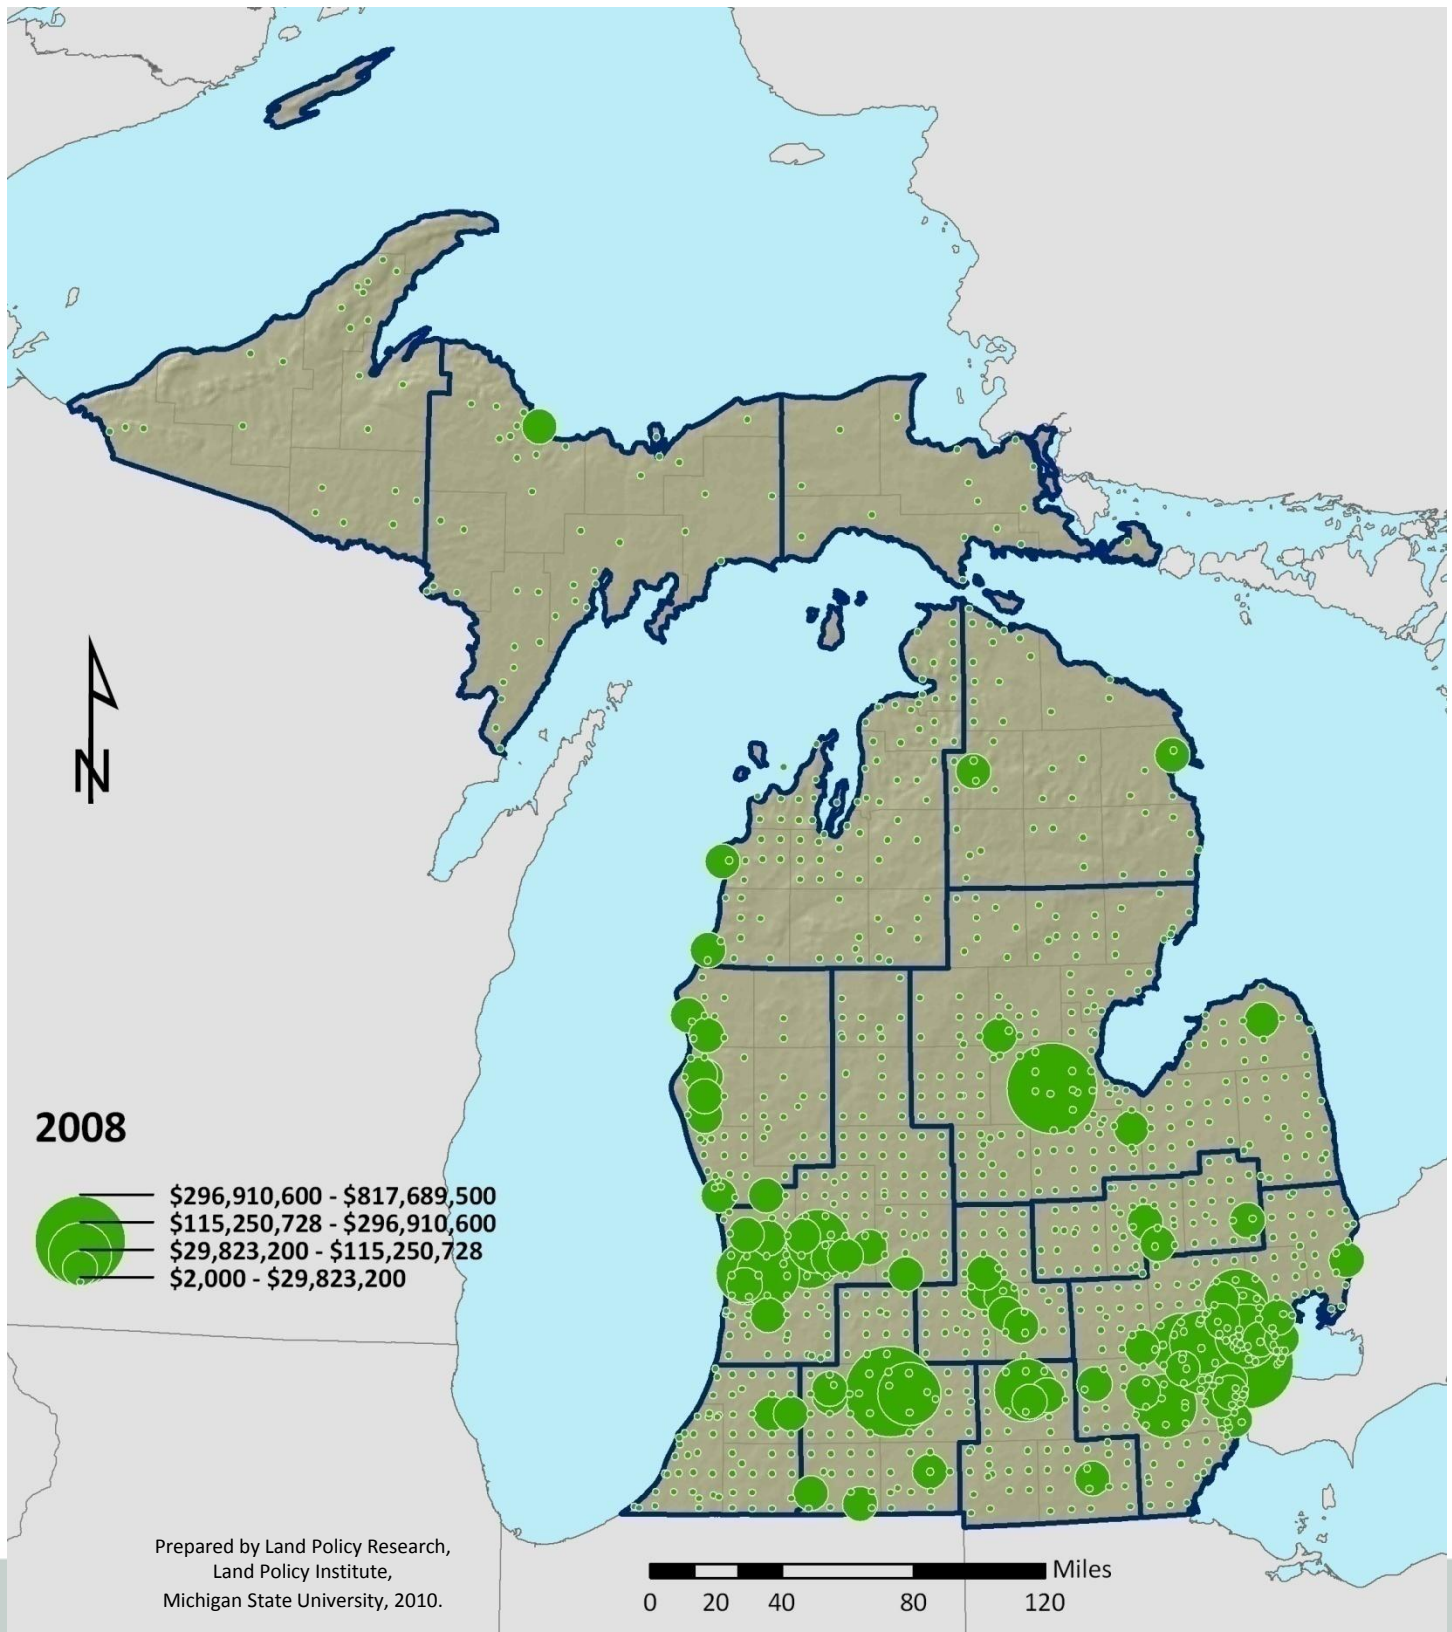 N
2008
$296,910,600 - $817,689,500
$115,250,728 - $296,910,600
$29,823,200 - $115,250,728
$2,000 - $29,823,200
Prepared by Land Policy Research,
Land Policy Institute,
Michigan State University, 2010.
Miles
0 20 40 80 120